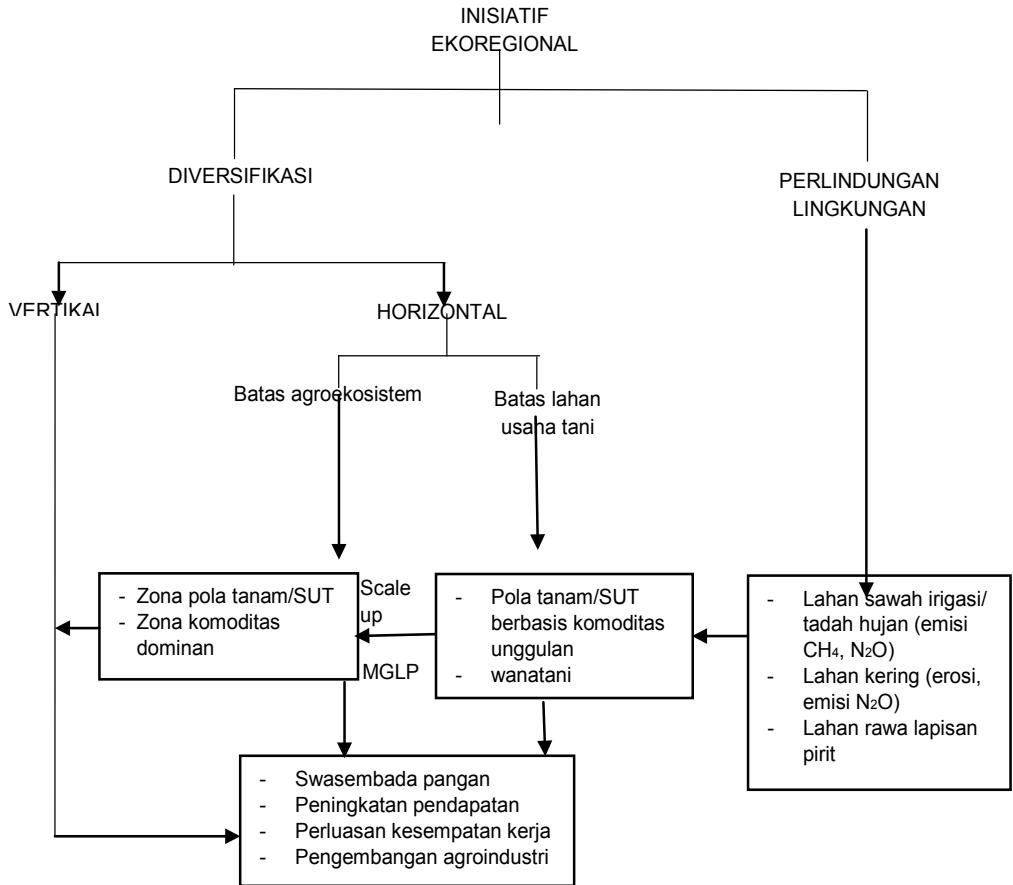 INISIATIF
EKOREGIONAL
DIVERSIFIKASI
PERLINDUNGAN
LINGKUNGAN
VERTIKAL
HORIZONTAL
Batas agroekosistem
Batas lahan
usaha tani
- Zona pola tanam/SUT
- Zona komoditas
dominan
Scale
up
MGLP
- Pola tanam/SUT
berbasis komoditas
unggulan
- wanatani
- Lahan sawah irigasi/
tadah hujan (emisi
CH4, N2O)
- Lahan kering (erosi,
emisi N2O)
- Lahan rawa lapisan
pirit
- Swasembada pangan
- Peningkatan pendapatan
- Perluasan kesempatan kerja
- Pengembangan agroindustri